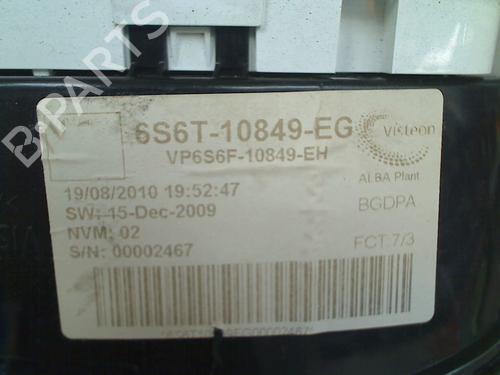 6S6T-10849-EG
Visteon
VP6S6F-10849-EH
ALBA Plant
19/08/2010 19:52:47
SW: 15-Dec-2009
BGDPA
NVM: 02
S/N: 00002467
FCT:7/3
B-PARTS